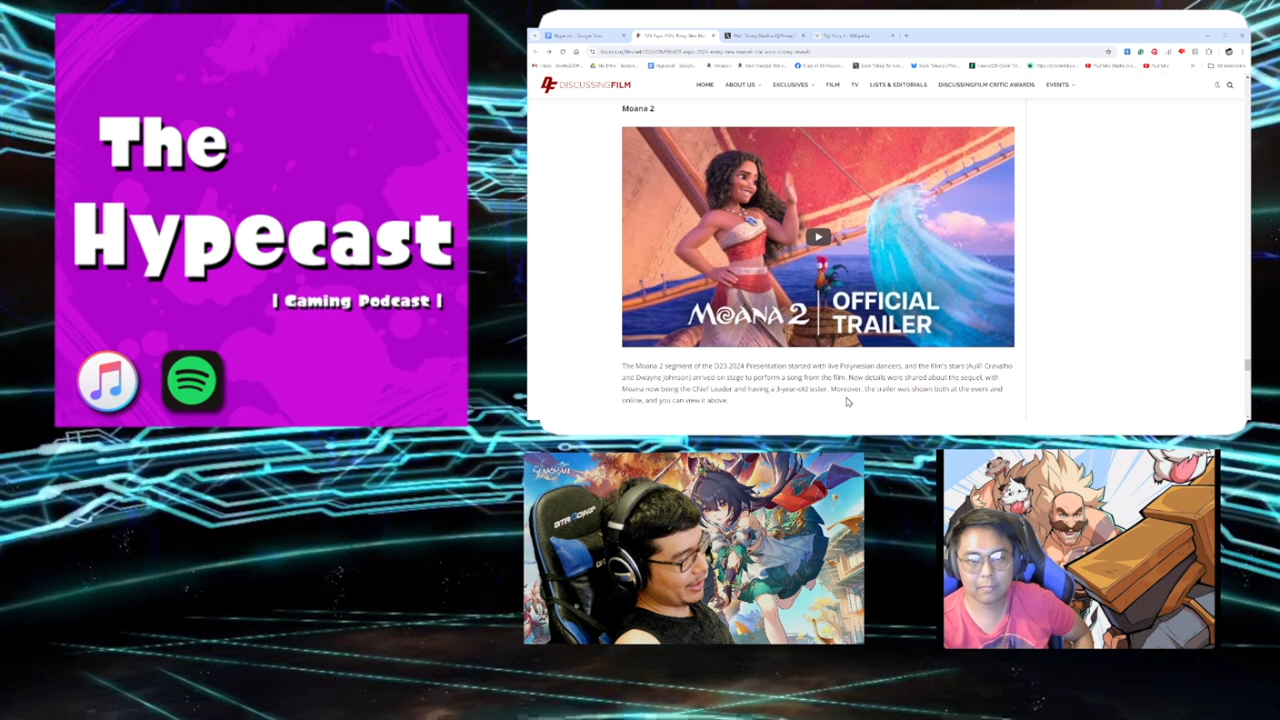 The
Hypecast
| Gaming Podcast |
DF DISCUSSINGFILM
HOME
ABOUT US
EXCLUSIVES
FILM
TV
LISTS & EDITORIALS
DISCUSSINGFILM CRITIC AWARDS
EVENTS
Moana 2
MOANA 2 | OFFICIAL
TRAILER
The Moana 2 segment of the D23 2024 Presentation started with live Polynesian dancers, and the film's stars (Auliʻi Cravalho
and Dwayne Johnson) arrived on stage to perform a song from the film. New details were shared about the sequel, with
Moana now being the Chief Leader and having a 3-year-old sister. Moreover, the trailer was shown both at the event and
online, and you can view it above.
GTRACING